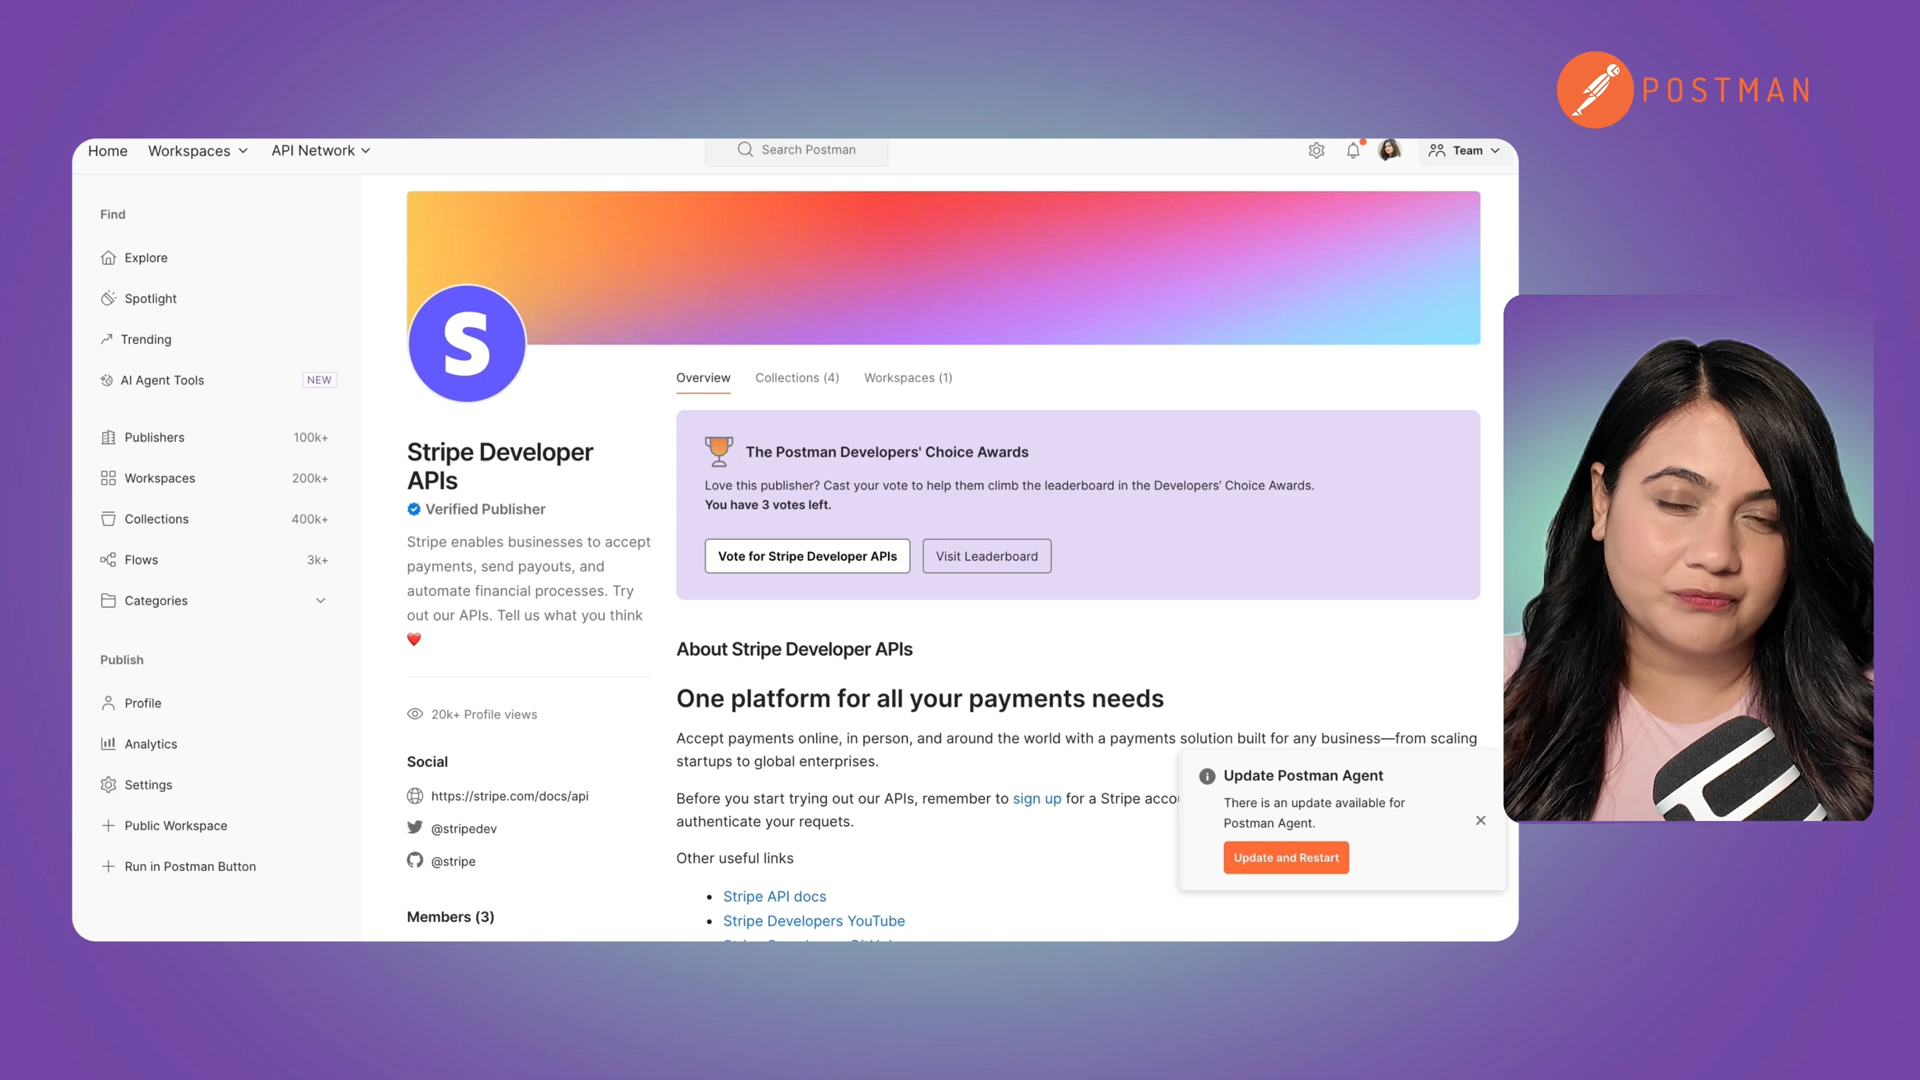 POSTMAN
Home
Workspaces
API Network
Search Postman
Team
Find
Explore
Spotlight
Trending
AI Agent Tools
NEW
Publishers
100k+
Workspaces
200k+
Collections
400k+
Flows
3k+
Categories
Publish
Profile
Analytics
Settings
Public Workspace
Run in Postman Button
S
Stripe Developer
APIs
Verified Publisher
Stripe enables businesses to accept
payments, send payouts, and
automate financial processes. Try
out our APIs. Tell us what you think
❤️
20k+ Profile views
Social
https://stripe.com/docs/api
@stripedev
@stripe
Members (3)
Overview
Collections (4)
Workspaces (1)
The Postman Developers' Choice Awards
Love this publisher? Cast your vote to help them climb the leaderboard in the Developers' Choice Awards.
You have 3 votes left.
Vote for Stripe Developer APIs
Visit Leaderboard
About Stripe Developer APIs
One platform for all your payments needs
Accept payments online, in person, and around the world with a payments solution built for any business—from scaling
startups to global enterprises.
Before you start trying out our APIs, remember to sign up for a Stripe accou
authenticate your requets.
Other useful links
Stripe API docs
Stripe Developers YouTube
Update Postman Agent
There is an update available for
Postman Agent.
Update and Restart